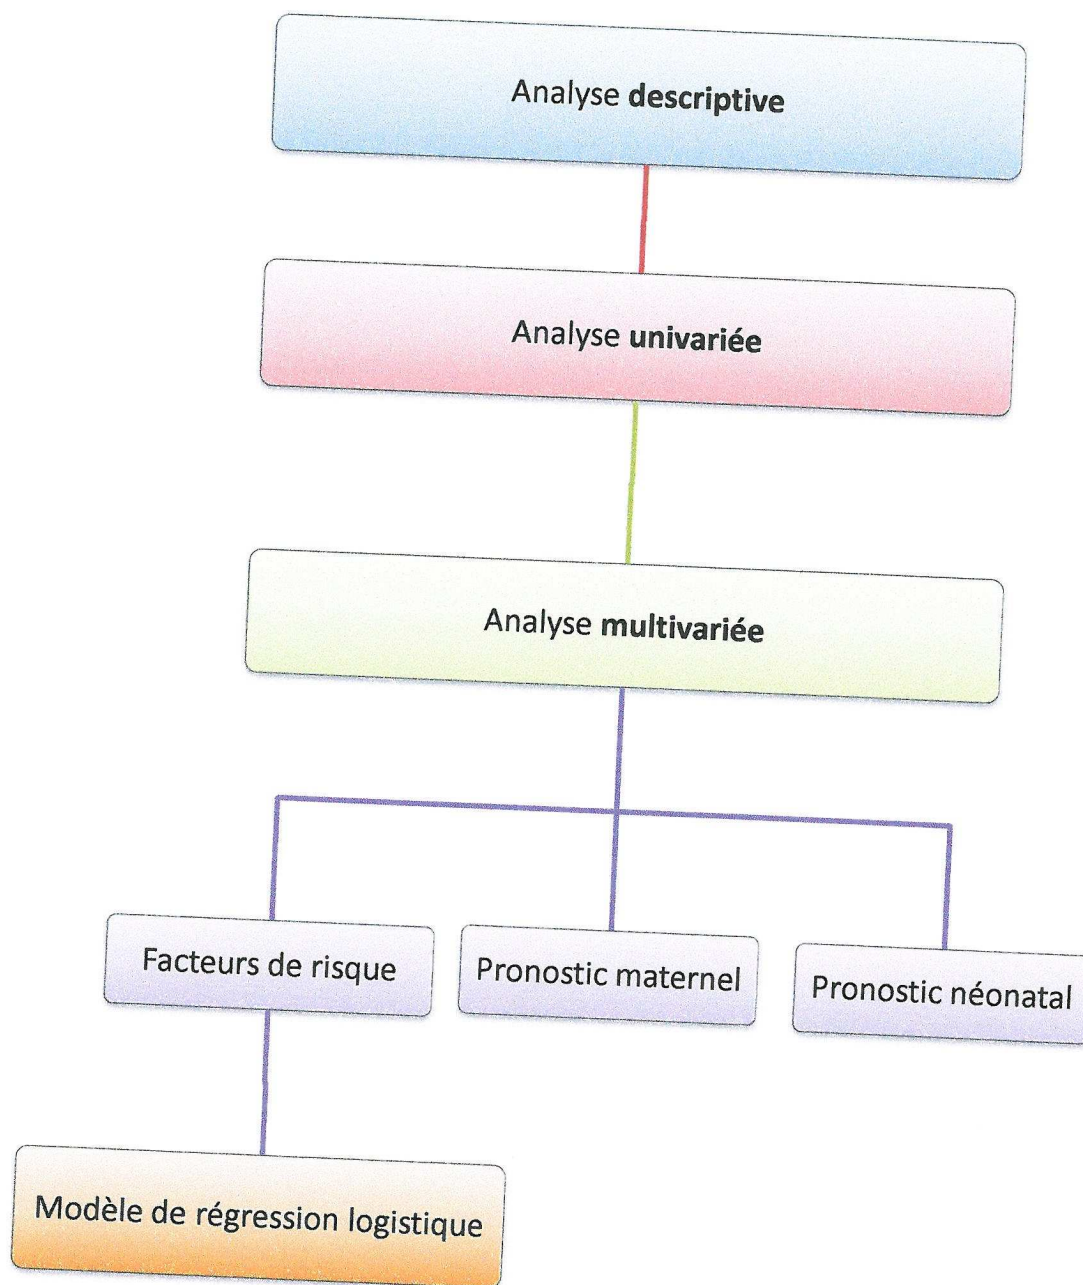 Analyse descriptive
Analyse univariée
Analyse multivariée
Facteurs de risque
Pronostic maternel
Pronostic néonatal
Modèle de régression logistique